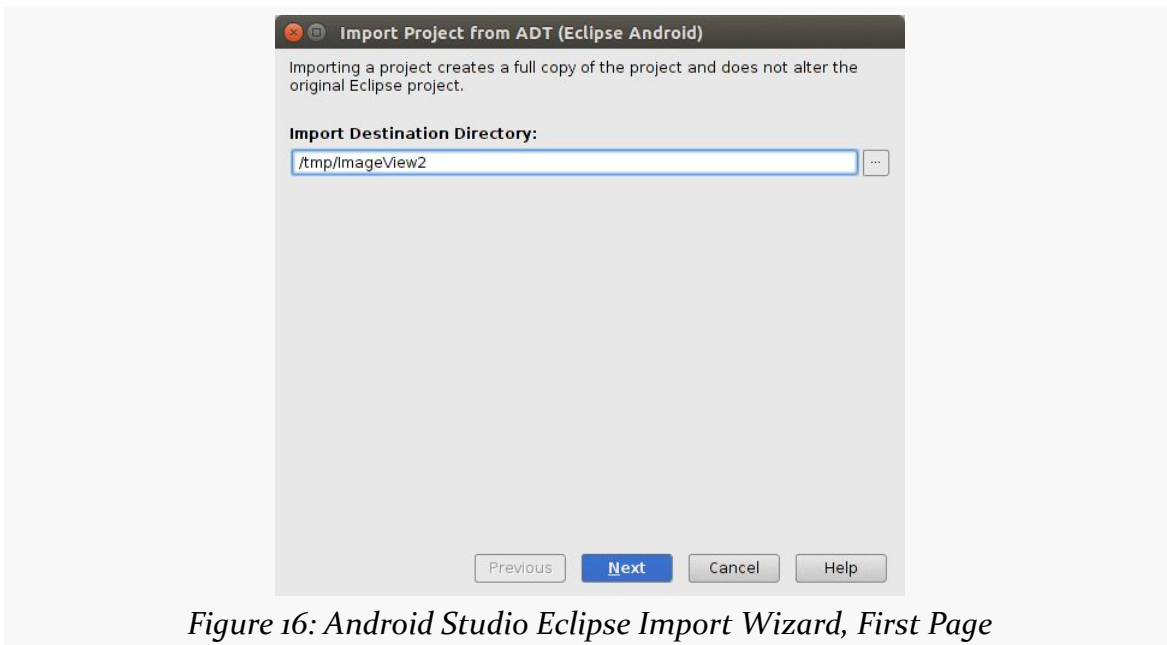 Import Project from ADT (Eclipse Android)
Importing a project creates a full copy of the project and does not alter the
original Eclipse project.
Import Destination Directory:
/tmp/ImageView2
...
Previous Next Cancel Help
Figure 16: Android Studio Eclipse Import Wizard, First Page